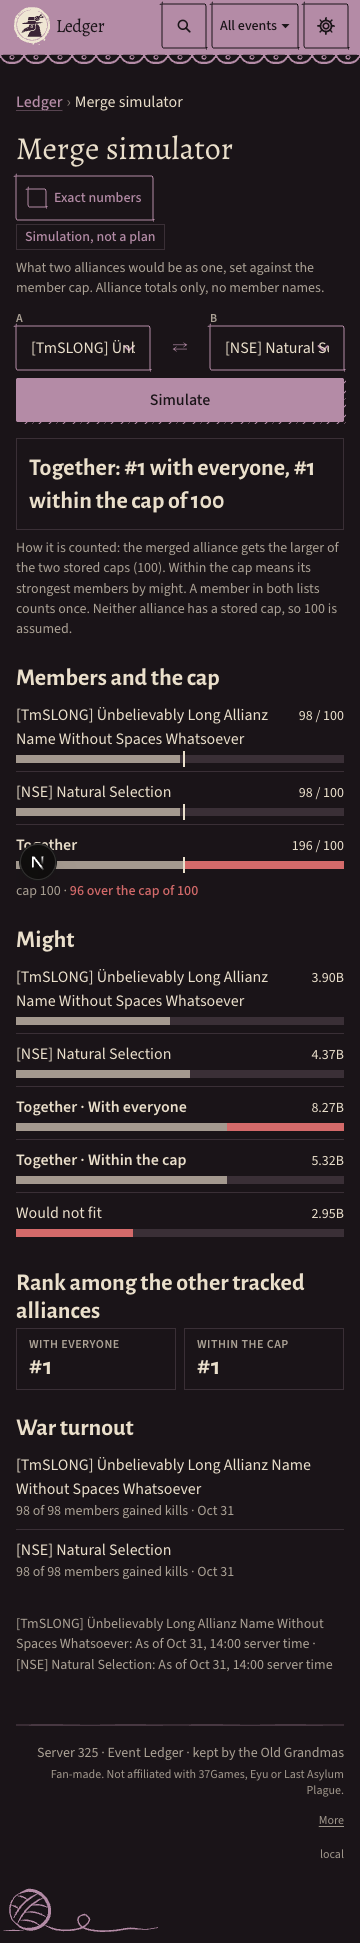 Ledger
All events
Ledger › Merge simulator
Merge simulator
Exact numbers
Simulation, not a plan
What two alliances would be as one, set against the
member cap. Alliance totals only, no member names.
A
B
[TmSLONG]
[NSE] Natural
Simulate
Together: #1 with everyone, #1
within the cap of 100
How it is counted: the merged alliance gets the larger of
the two stored caps (100). Within the cap means its
strongest members by might. A member in both lists
counts once. Neither alliance has a stored cap, so 100 is
assumed.
Members and the cap
[TmSLONG] Ünbelievably Long Allianz
Name Without Spaces Whatsoever
98 / 100
[NSE] Natural Selection
98 / 100
Together
196 / 100
N
cap 100 · 96 over the cap of 100
Might
[TmSLONG] Ünbelievably Long Allianz
Name Without Spaces Whatsoever
3.90B
[NSE] Natural Selection
4.37B
Together · With everyone
8.27B
Together · Within the cap
5.32B
Would not fit
2.95B
Rank among the other tracked
alliances
WITH EVERYONE
#1
WITHIN THE CAP
#1
War turnout
[TmSLONG] Ünbelievably Long Allianz Name
Without Spaces Whatsoever
98 of 98 members gained kills · Oct 31
[NSE] Natural Selection
98 of 98 members gained kills · Oct 31
[TmSLONG] Ünbelievably Long Allianz Name Without
Spaces Whatsoever: As of Oct 31, 14:00 server time ·
[NSE] Natural Selection: As of Oct 31, 14:00 server time
Server 325 · Event Ledger · kept by the Old Grandmas
Fan-made. Not affiliated with 37Games, Eyu or Last Asylum
Plague.
More
local